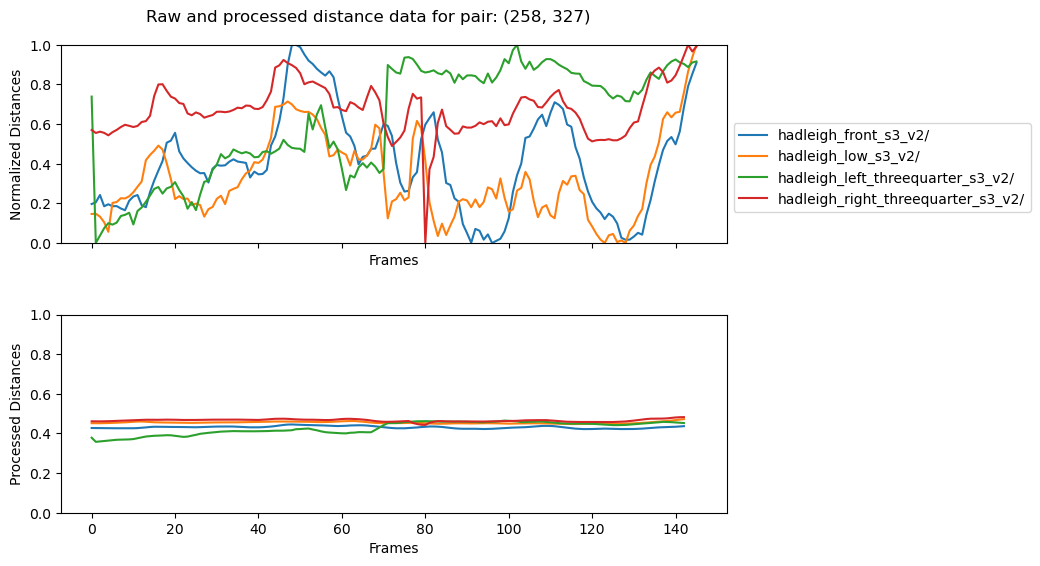 Raw and processed distance data for pair: (258, 327)
Normalized Distances
1.0
0.8
0.6
0.4
0.2
0.0
Frames
hadleigh_front_s3_v2/
hadleigh_low_s3_v2/
hadleigh_left_threequarter_s3_v2/
hadleigh_right_threequarter_s3_v2/
Processed Distances
1.0
0.8
0.6
0.4
0.2
0.0
0 20 40 60 80 100 120 140
Frames